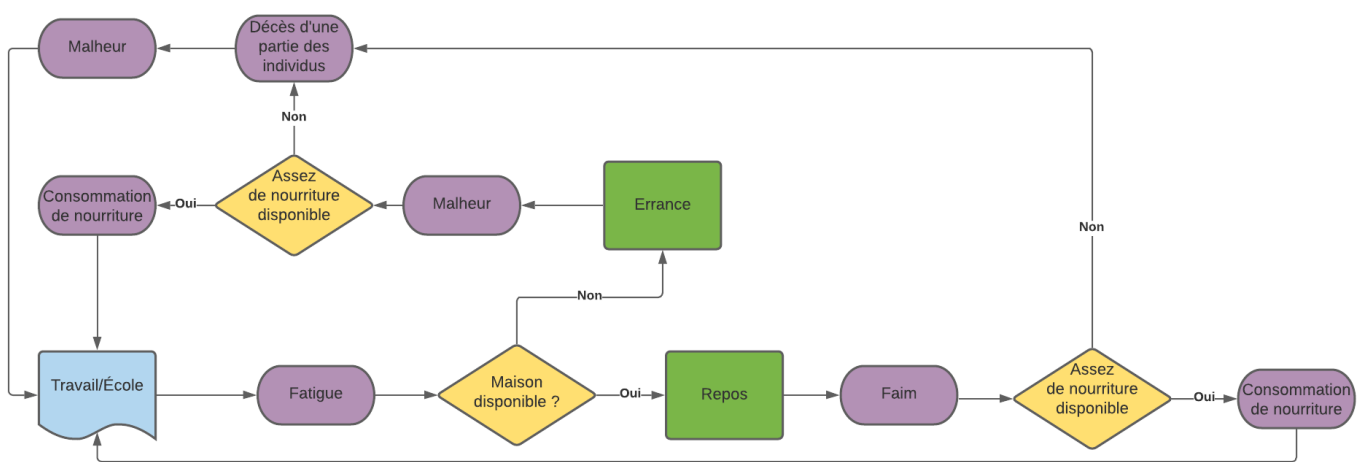 Décès d'une
partie des
individus
Malheur
Non
Assez
de nourriture
disponible
Consommation
de nourriture
Oui
Malheur
Errance
Non
Non
Travail/École
Fatigue
Maison
disponible ?
Oui
Repos
Faim
Assez
de nourriture
disponible
Oui
Consommation
de nourriture